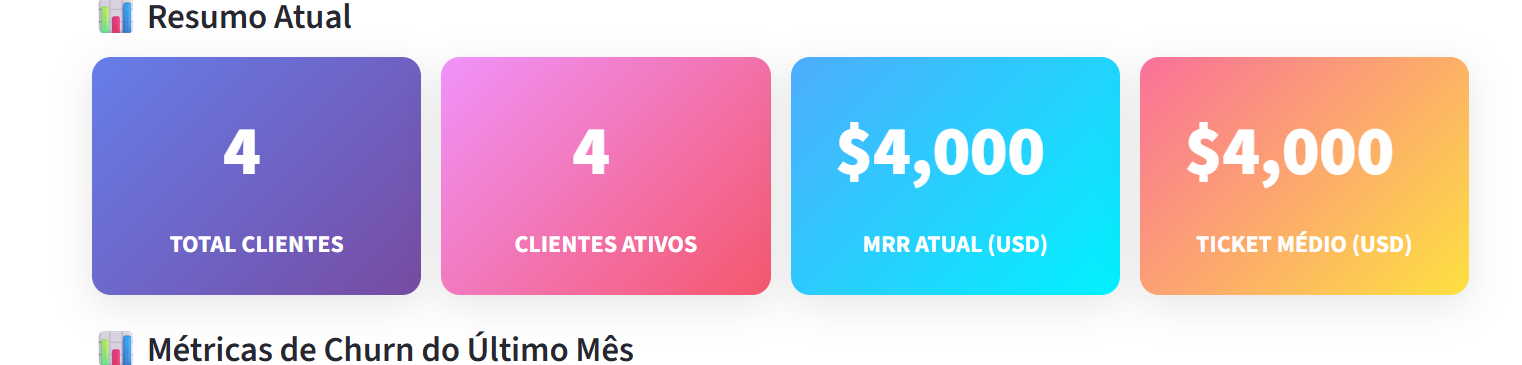 Resumo Atual
4
TOTAL CLIENTES
4
CLIENTES ATIVOS
$4,000
MRR ATUAL (USD)
$4,000
TICKET MÉDIO (USD)
Métricas de Churn do Último Mês